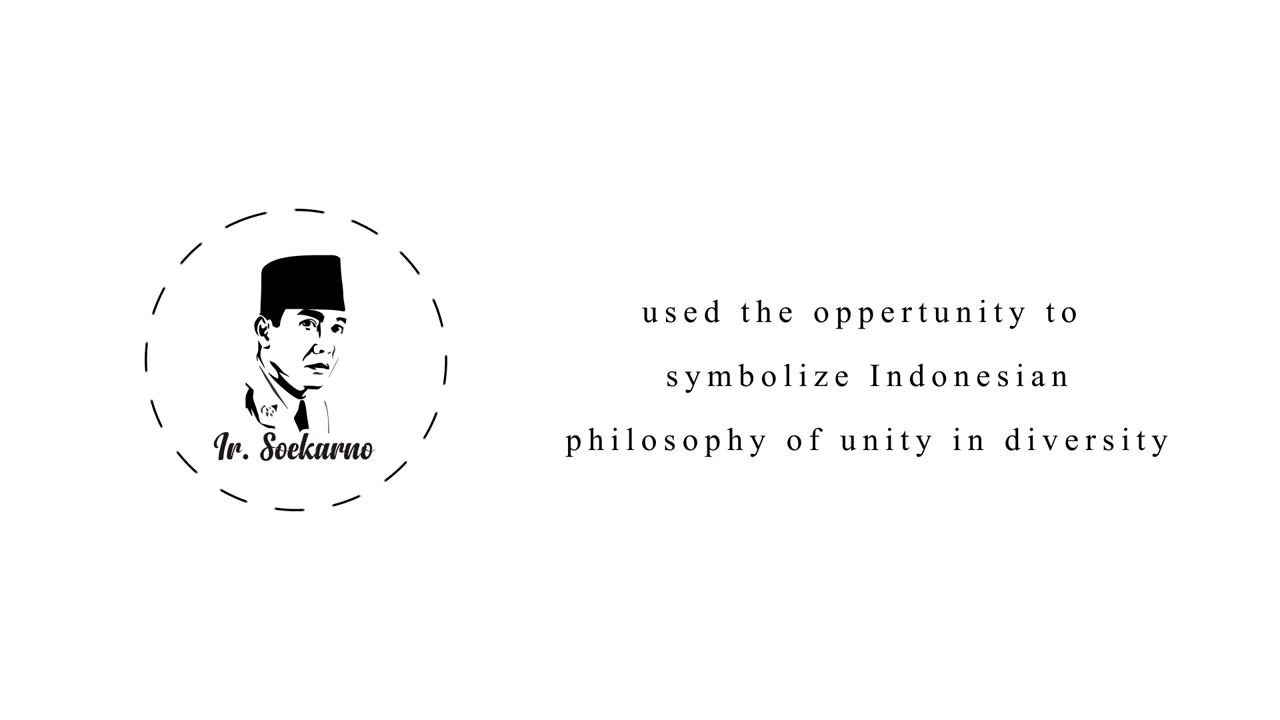 Ir. Soekarno
used the oppertunity to
symbolize Indonesian
philosophy of unity in diversity